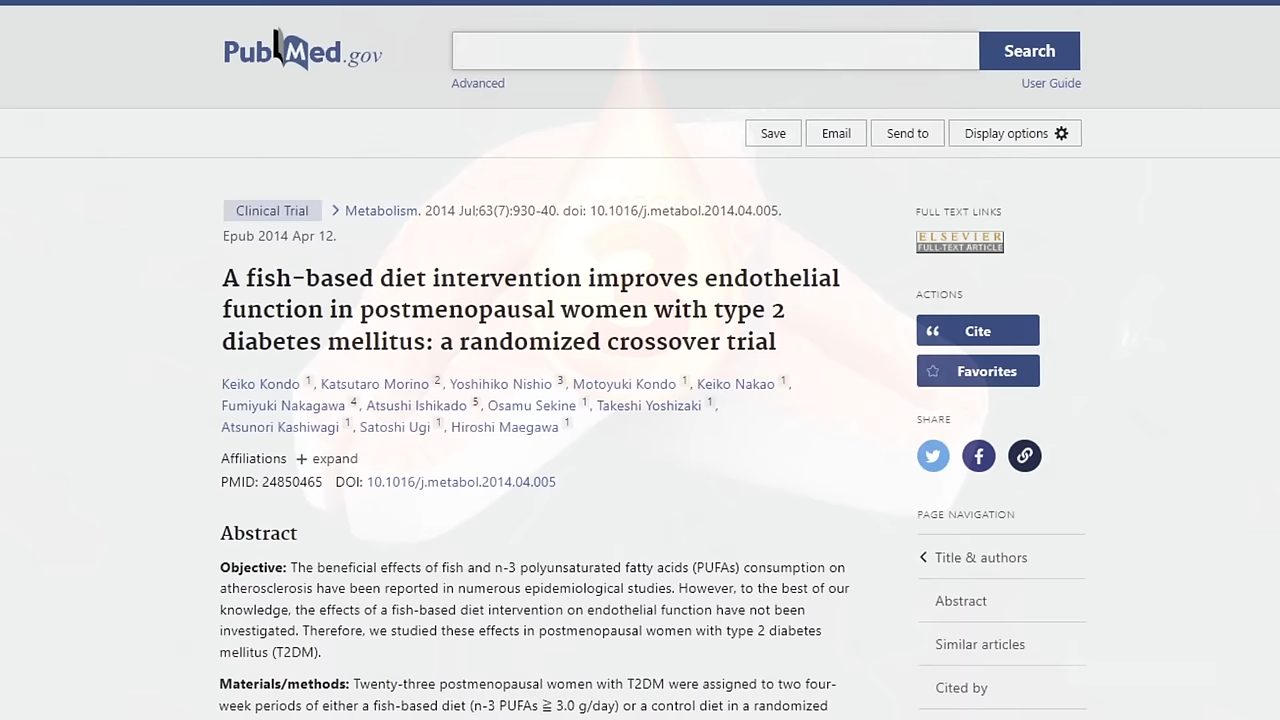 PubMed.gov
Search
Advanced
User Guide
Save
Email
Send to
Display options
Clinical Trial > Metabolism. 2014 Jul;63(7):930-40. doi: 10.1016/j.metabol.2014.04.005.
Epub 2014 Apr 12.
A fish-based diet intervention improves endothelial
function in postmenopausal women with type 2
diabetes mellitus: a randomized crossover trial
Keiko Kondo 1, Katsutaro Morino 2, Yoshihiko Nishio 3, Motoyuki Kondo 1, Keiko Nakao 1,
Fumiyuki Nakagawa 4, Atsushi Ishikado 5, Osamu Sekine 1, Takeshi Yoshizaki 1,
Atsunori Kashiwagi 1, Satoshi Ugi 1, Hiroshi Maegawa 1
Affiliations + expand
PMID: 24850465 DOI: 10.1016/j.metabol.2014.04.005
Abstract
Objective: The beneficial effects of fish and n-3 polyunsaturated fatty acids (PUFAs) consumption on
atherosclerosis have been reported in numerous epidemiological studies. However, to the best of our
knowledge, the effects of a fish-based diet intervention on endothelial function have not been
investigated. Therefore, we studied these effects in postmenopausal women with type 2 diabetes
mellitus (T2DM).
Materials/methods: Twenty-three postmenopausal women with T2DM were assigned to two four-
week periods of either a fish-based diet (n-3 PUFAs ≧ 3.0 g/day) or a control diet in a randomized
FULL TEXT LINKS
ELSEVIER
FULL-TEXT ARTICLE
ACTIONS
Cite
Favorites
SHARE
PAGE NAVIGATION
Title & authors
Abstract
Similar articles
Cited by